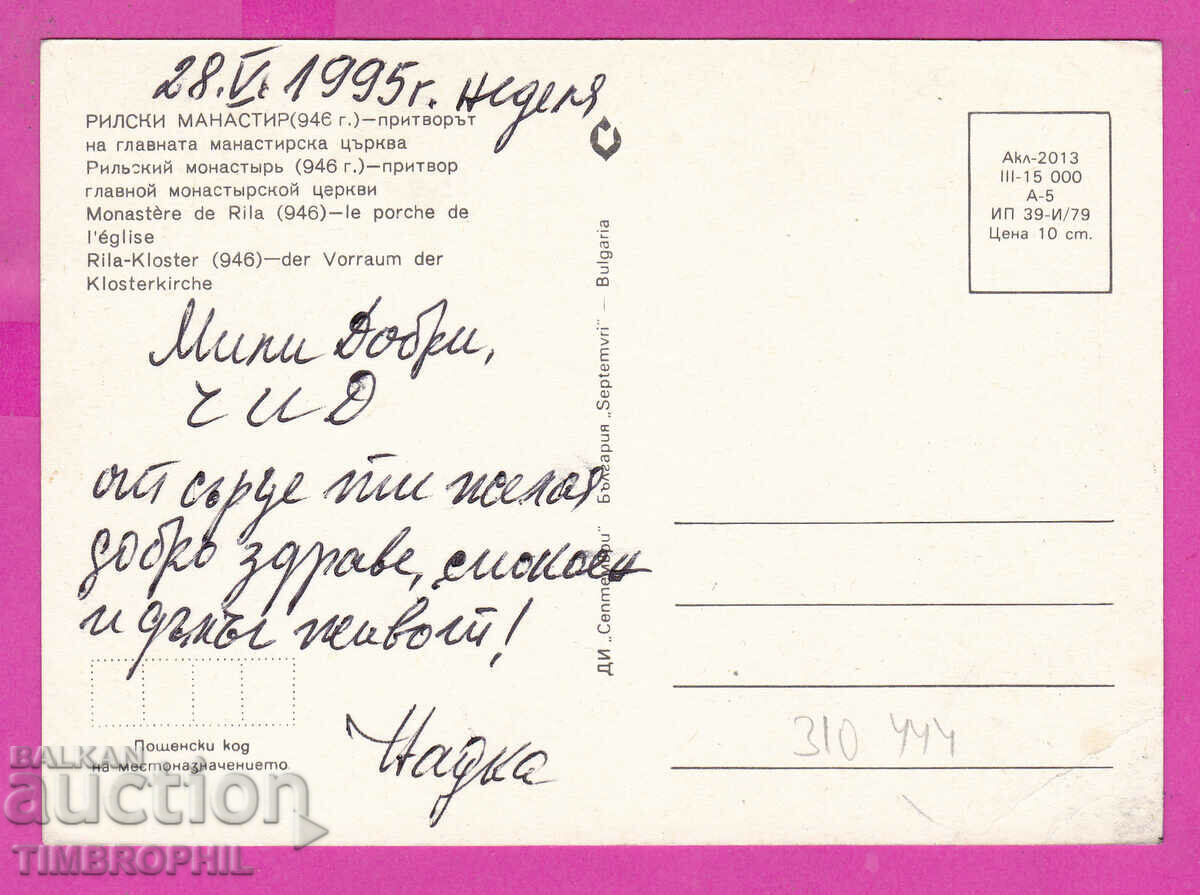 28.V. 1995г. неделя
РИЛСКИ МАНАСТИР(946 г.)—притворът
на главната манастирска църква
Рильский монастырь (946 г.)—притвор
главной монастырской церкви
Monastère de Rila (946)—le porche de
l'église
Rila-Kloster (946)—der Vorraum der
Klosterkirche
Мили Добри,
Ч И Д
от сърце ти желая
добро здраве, спокоен
и дълъг живот!
Надка
Пощенски код
на местоназначението
ДИ „Септември" България „Septemvri" — Bulgaria
Акл-2013
III-15 000
А-5
ИП 39-И/79
Цена 10 ст.
310 444
BALKAN
auction
TIMBROPHIL